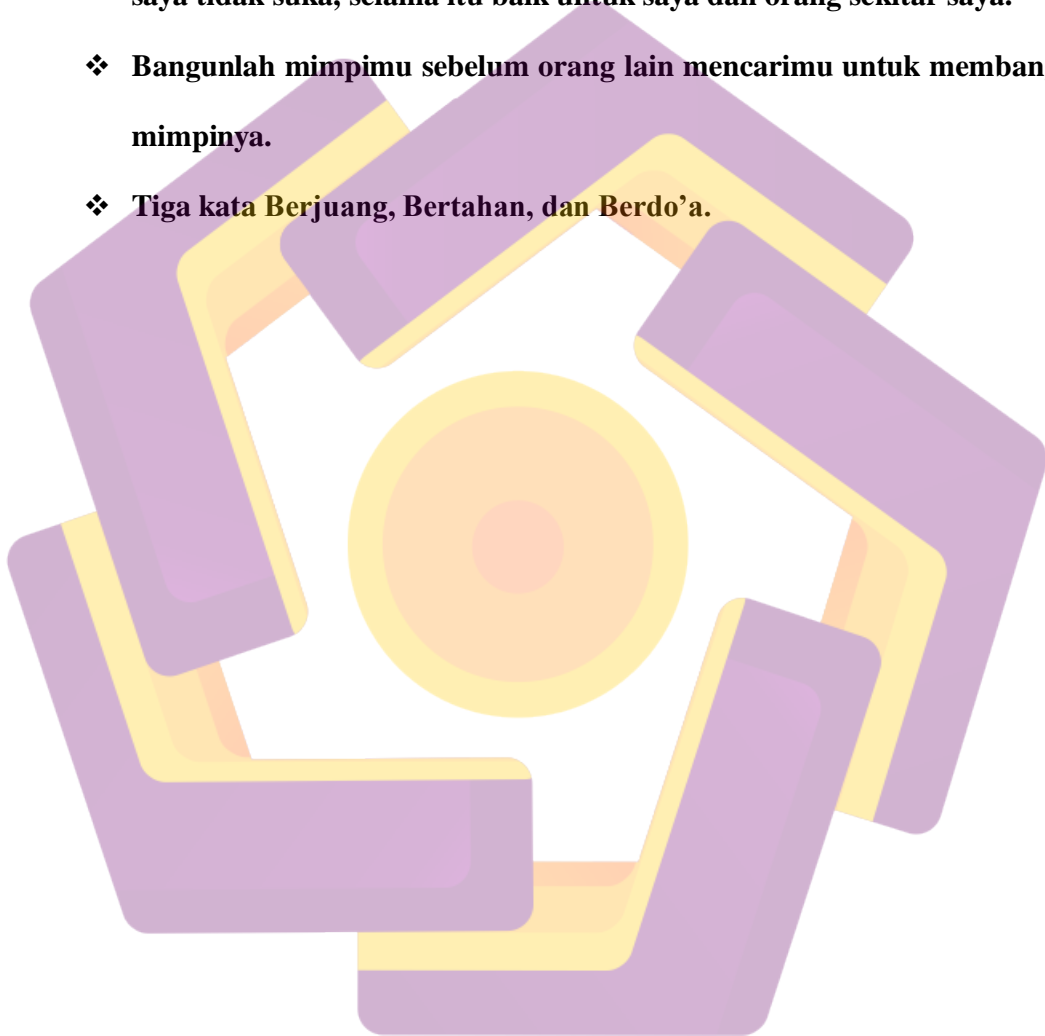 saya tidak suka, selama itu baik untuk saya dan orang sekitar saya.
❖ Bangunlah mimpimu sebelum orang lain mencarimu untuk memban
mimpinya.
❖ Tiga kata Berjuang, Bertahan, dan Berdo’a.